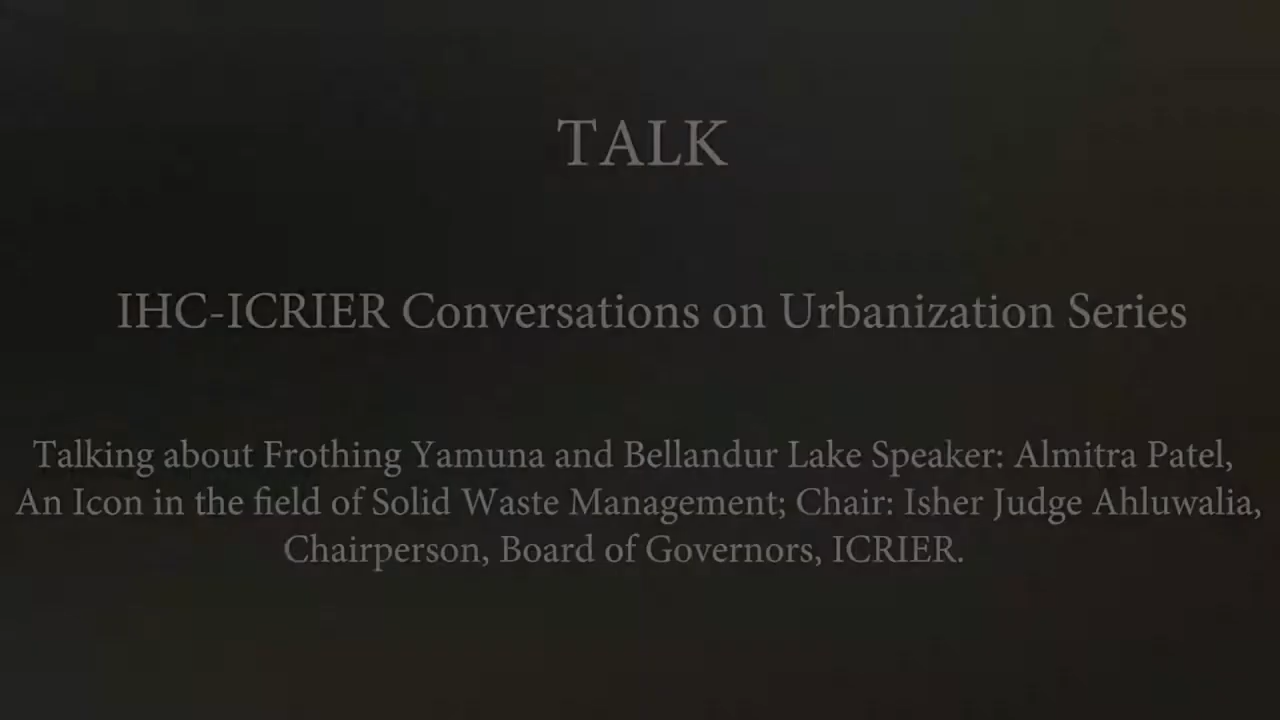 TALK
IHC-ICRIER Conversations on Urbanization Series
Talking about Frothing Yamuna and Bellandur Lake Speaker: Almitra Patel,
An Icon in the field of Solid Waste Management; Chair: Isher Judge Ahluwalia,
Chairperson, Board of Governors, ICRIER.